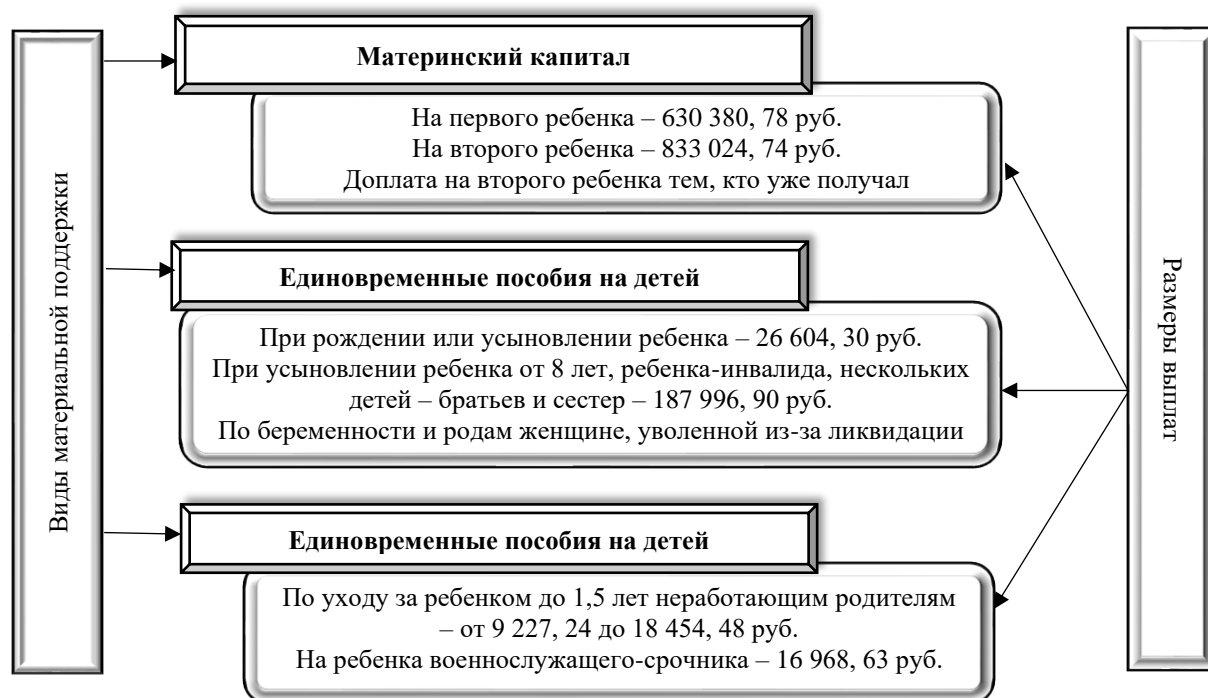 Виды материальной поддержки
Материнский капитал
На первого ребенка – 630 380, 78 руб.
На второго ребенка – 833 024, 74 руб.
Доплата на второго ребенка тем, кто уже получал
Единовременные пособия на детей
При рождении или усыновлении ребенка – 26 604, 30 руб.
При усыновлении ребенка от 8 лет, ребенка-инвалида, нескольких
детей – братьев и сестер – 187 996, 90 руб.
По беременности и родам женщине, уволенной из-за ликвидации
Единовременные пособия на детей
По уходу за ребенком до 1,5 лет неработающим родителям
– от 9 227, 24 до 18 454, 48 руб.
На ребенка военнослужащего-срочника – 16 968, 63 руб.
Размеры выплат